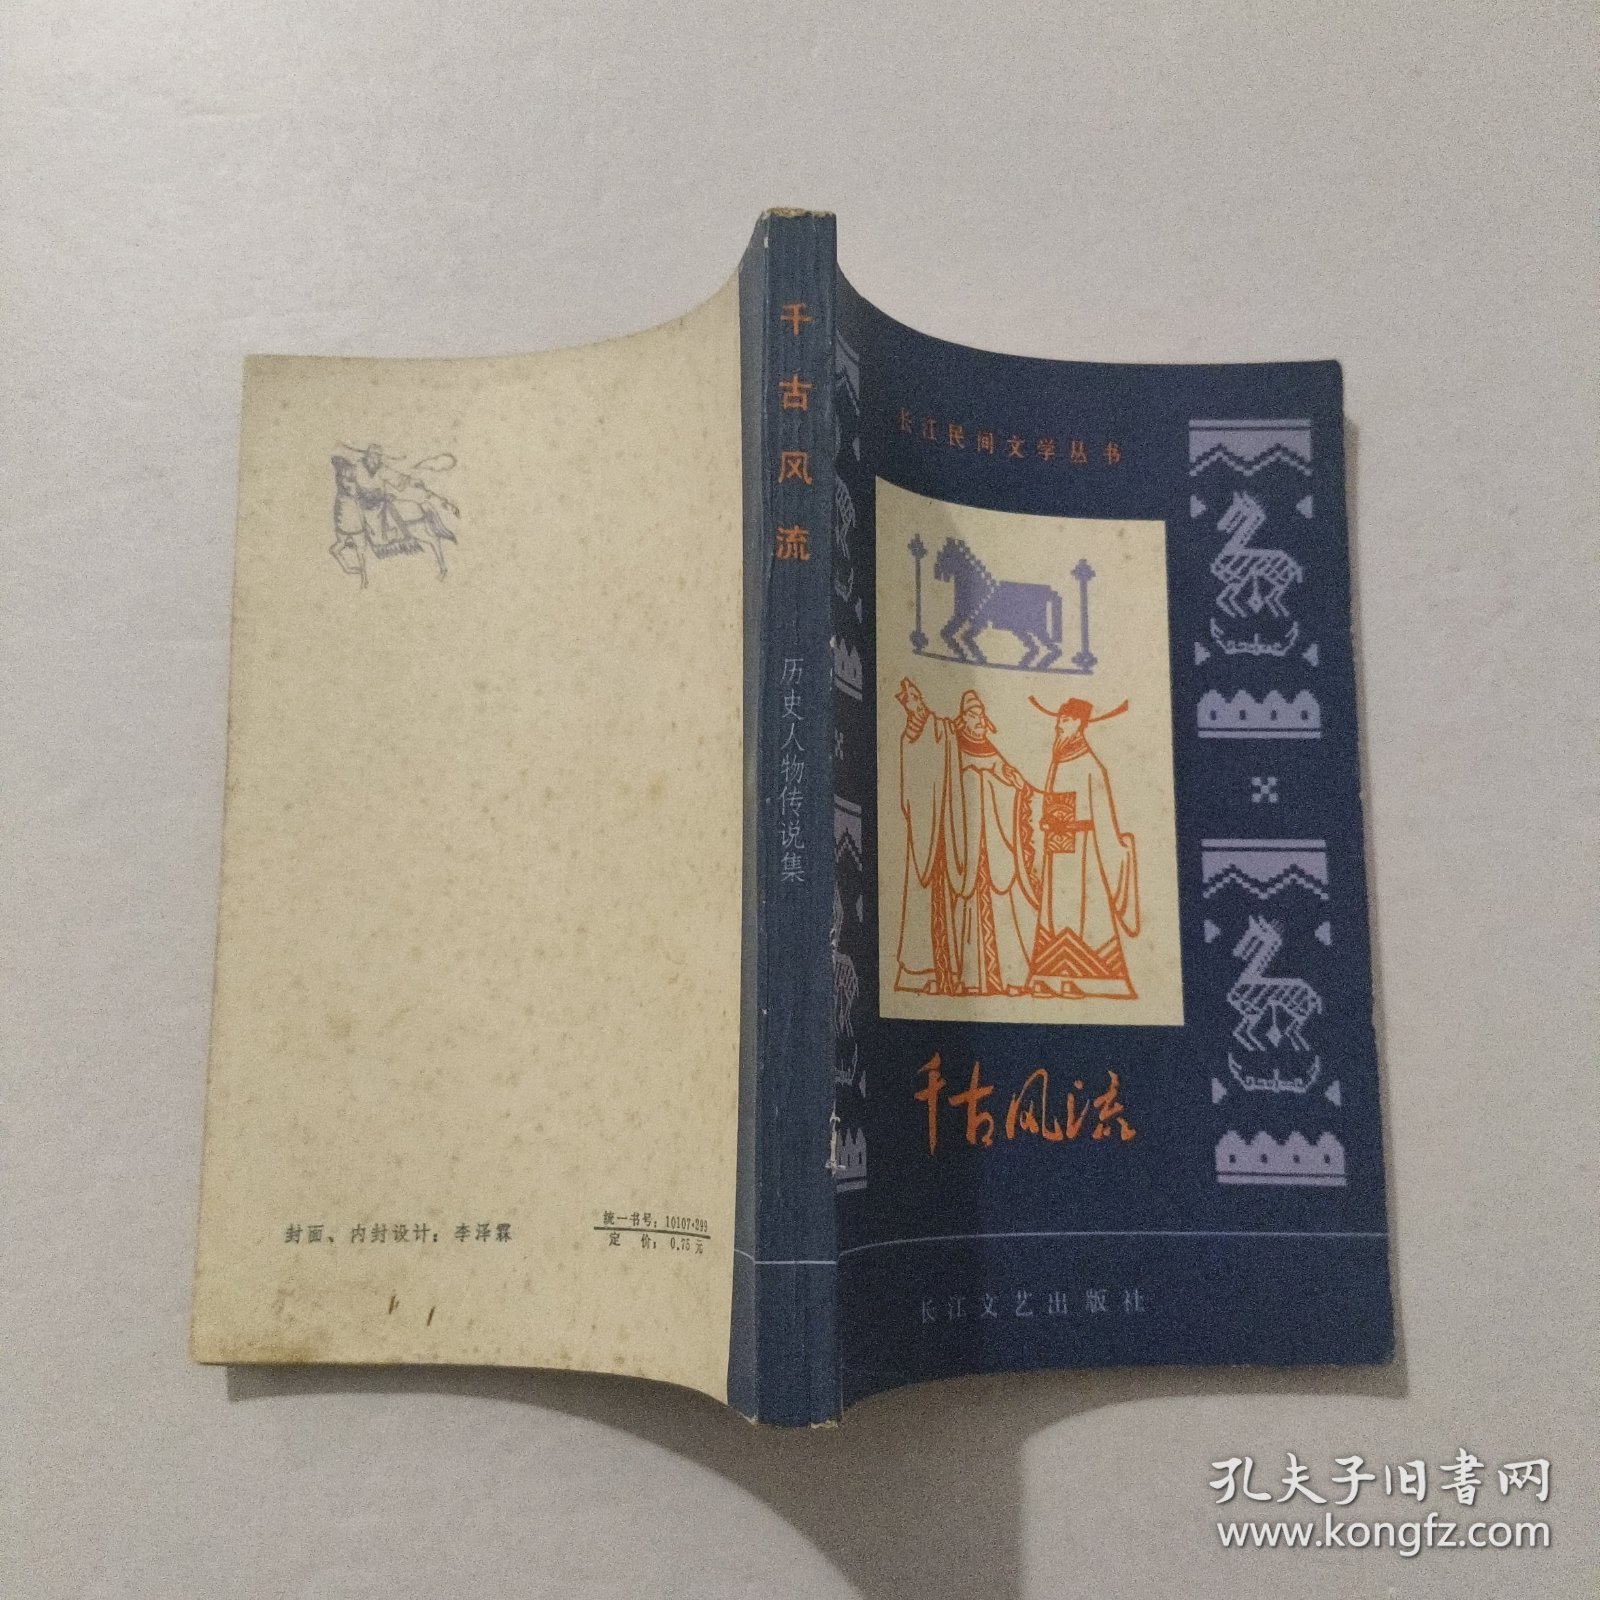 长江民间文学丛书
千古风流
长江文艺出版社
千古风流
历史人物传说集
封面、内封设计：李泽霖
统一书号：10107·299
定 价：0.75元
孔夫子旧书网
www.kongfz.com